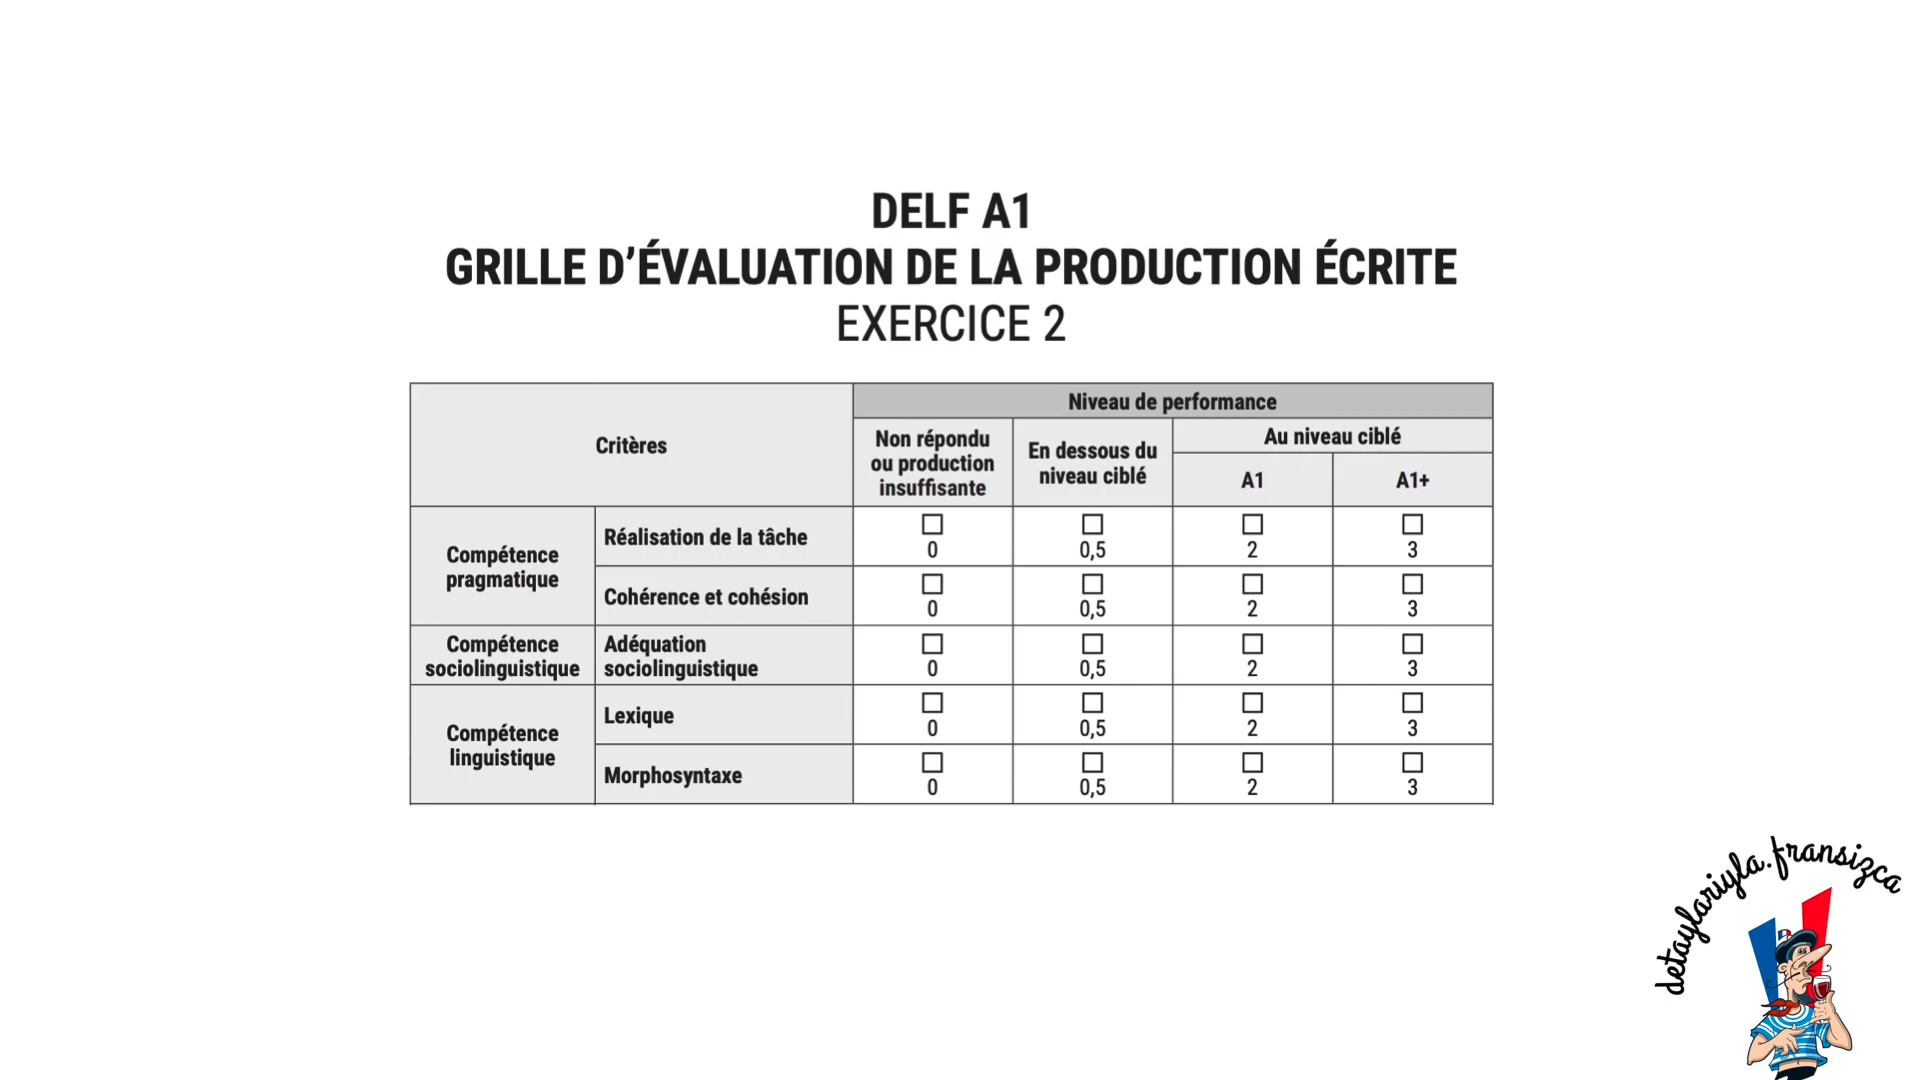 DELF A1
GRILLE D’ÉVALUATION DE LA PRODUCTION ÉCRITE
EXERCICE 2
Critères
Niveau de performance
Non répondu
ou production
insuffisante
En dessous du
niveau ciblé
Au niveau ciblé
A1
A1+
Compétence
pragmatique
Réalisation de la tâche
0
0,5
2
3
Cohérence et cohésion
0
0,5
2
3
Compétence
sociolinguistique
Adéquation
sociolinguistique
0
0,5
2
3
Compétence
linguistique
Lexique
0
0,5
2
3
Morphosyntaxe
0
0,5
2
3
detaylariyla.fransizca